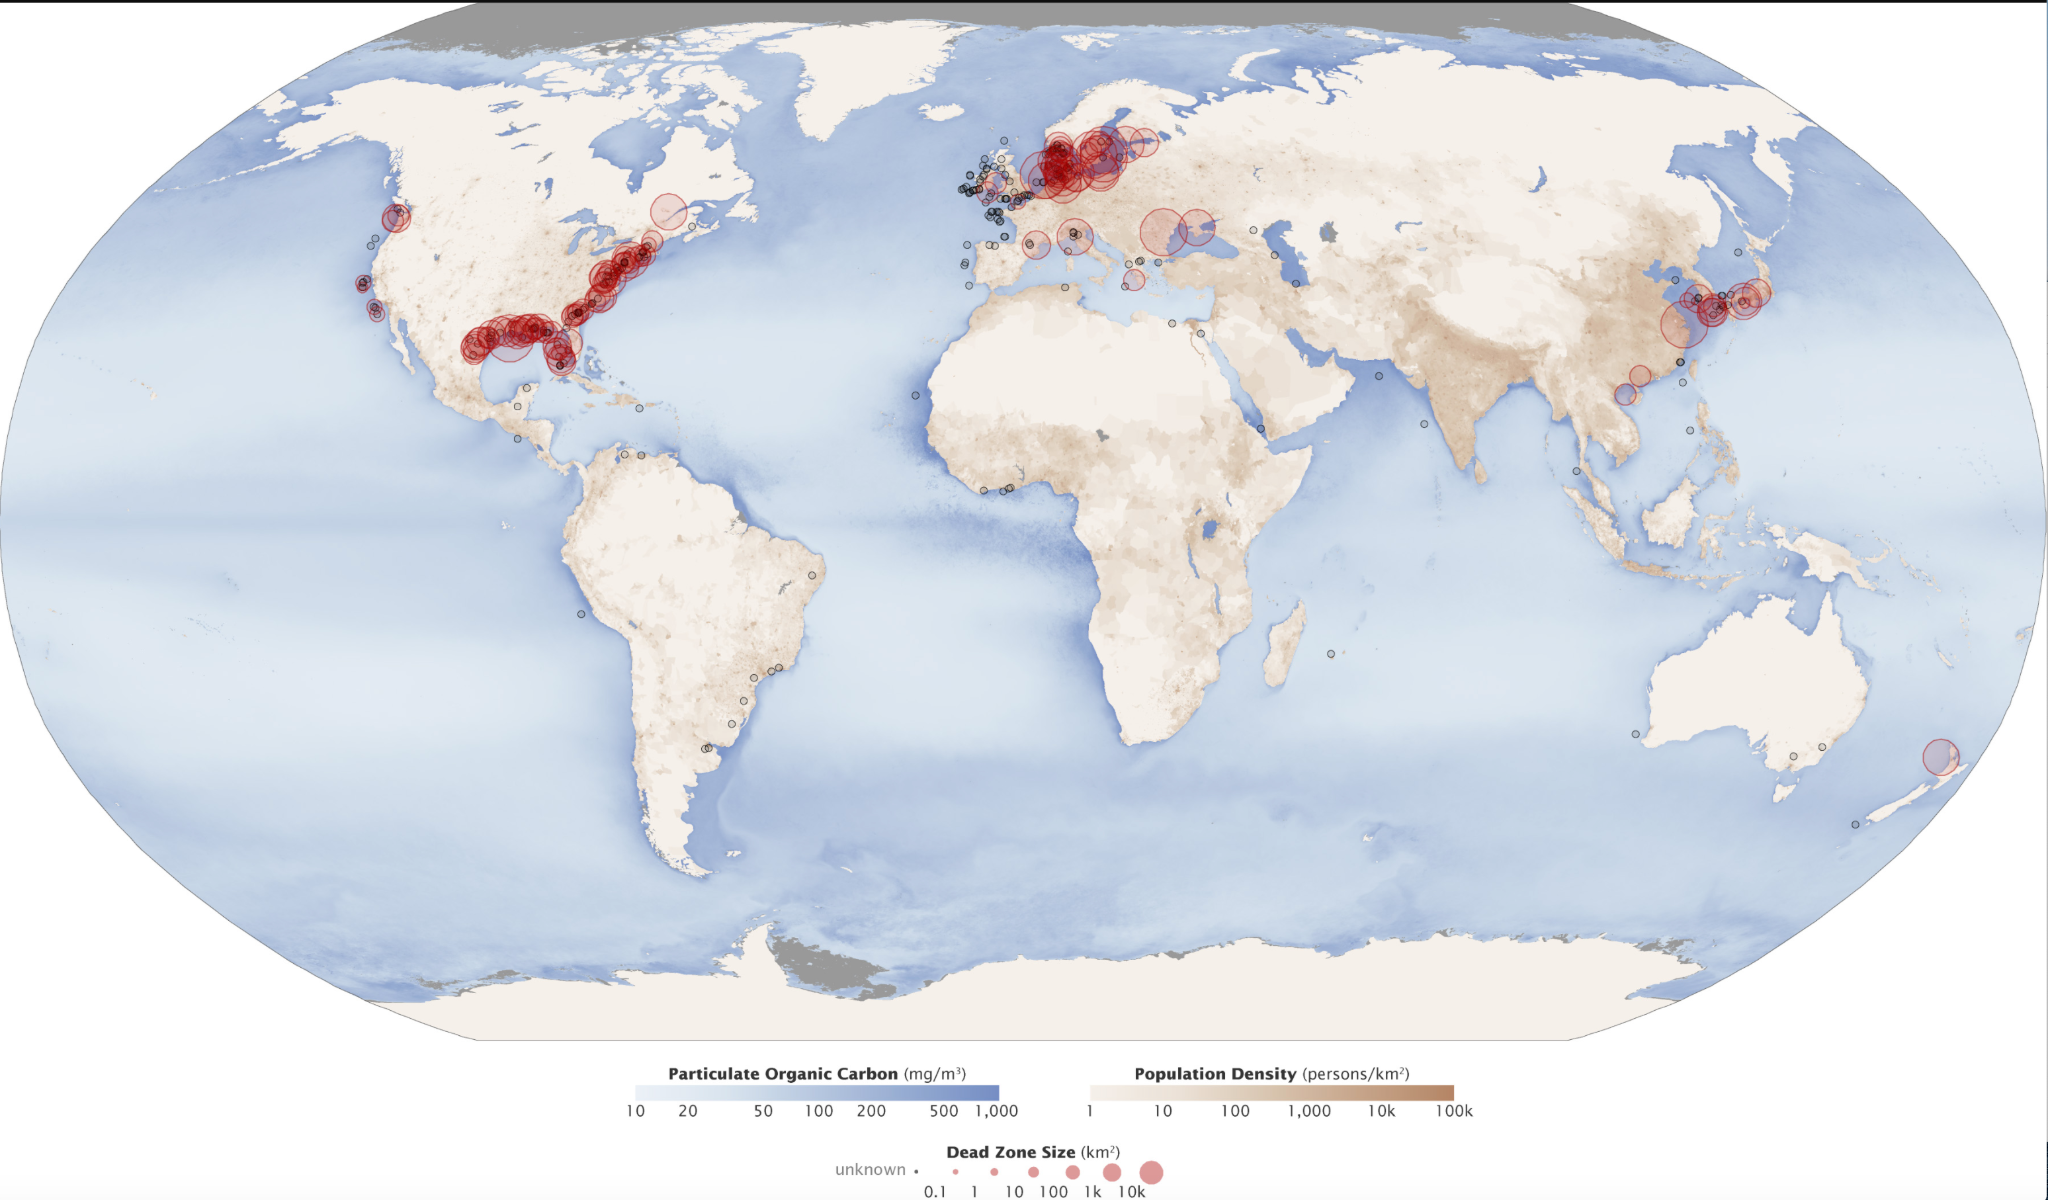 Particulate Organic Carbon (mg/m³)
10 20 50 100 200 500 1,000
Population Density (persons/km²)
1 10 100 1,000 10k 100k
Dead Zone Size (km²)
unknown
0.1 1 10 100 1k 10k